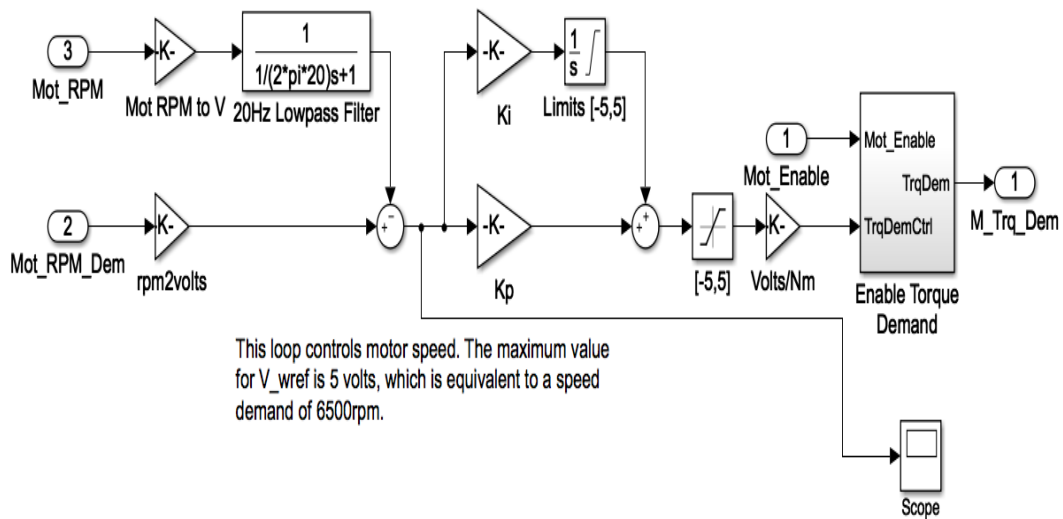 3
Mot_RPM
-K-
Mot RPM to V
1
1/(2*pi*20)s+1
20Hz Lowpass Filter
-K-
Ki
1
s
Limits [-5,5]
1
Mot_Enable
Mot_Enable
TrqDem
TrqDemCtrl
Enable Torque
Demand
1
M_Trq_Dem
2
Mot_RPM_Dem
-K-
rpm2volts
−
+
-K-
Kp
+
+
[-5,5]
-K-
Volts/Nm
This loop controls motor speed. The maximum value
for V_wref is 5 volts, which is equivalent to a speed
demand of 6500rpm.
Scope